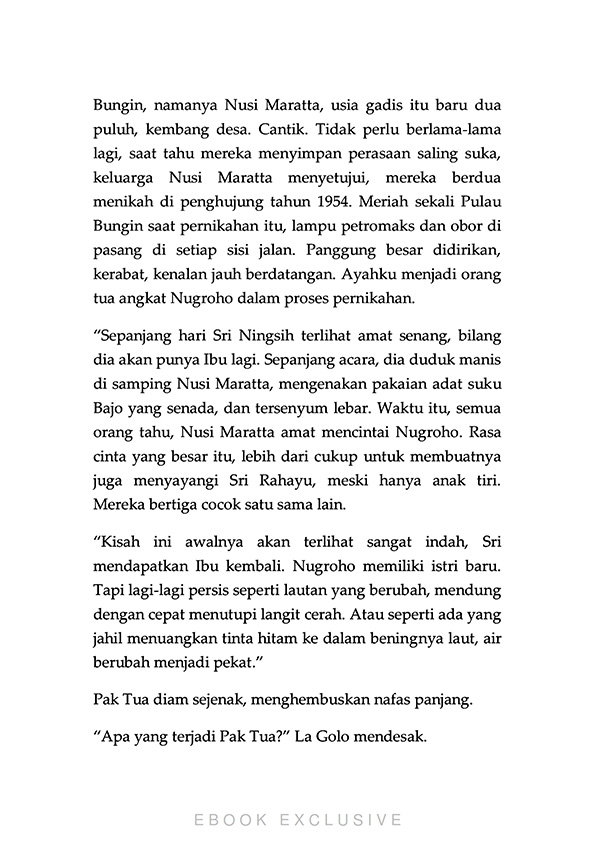 Bungin, namanya Nusi Maratta, usia gadis itu baru dua
puluh, kembang desa. Cantik. Tidak perlu berlama-lama
lagi, saat tahu mereka menyimpan perasaan saling suka,
keluarga Nusi Maratta menyetujui, mereka berdua
menikah di penghujung tahun 1954. Meriah sekali Pulau
Bungin saat pernikahan itu, lampu petromaks dan obor di
pasang di setiap sisi jalan. Panggung besar didirikan,
kerabat, kenalan jauh berdatangan. Ayahku menjadi orang
tua angkat Nugroho dalam proses pernikahan.
“Sepanjang hari Sri Ningsih terlihat amat senang, bilang
dia akan punya Ibu lagi. Sepanjang acara, dia duduk manis
di samping Nusi Maratta, mengenakan pakaian adat suku
Bajo yang senada, dan tersenyum lebar. Waktu itu, semua
orang tahu, Nusi Maratta amat mencintai Nugroho. Rasa
cinta yang besar itu, lebih dari cukup untuk membuatnya
juga menyayangi Sri Rahayu, meski hanya anak tiri.
Mereka bertiga cocok satu sama lain.
“Kisah ini awalnya akan terlihat sangat indah, Sri
mendapatkan Ibu kembali. Nugroho memiliki istri baru.
Tapi lagi-lagi persis seperti lautan yang berubah, mendung
dengan cepat menutupi langit cerah. Atau seperti ada yang
jahil menuangkan tinta hitam ke dalam beningnya laut, air
berubah menjadi pekat.”
Pak Tua diam sejenak, menghembuskan nafas panjang.
“Apa yang terjadi Pak Tua?” La Golo mendesak.
EBOOK EXCLUSIVE